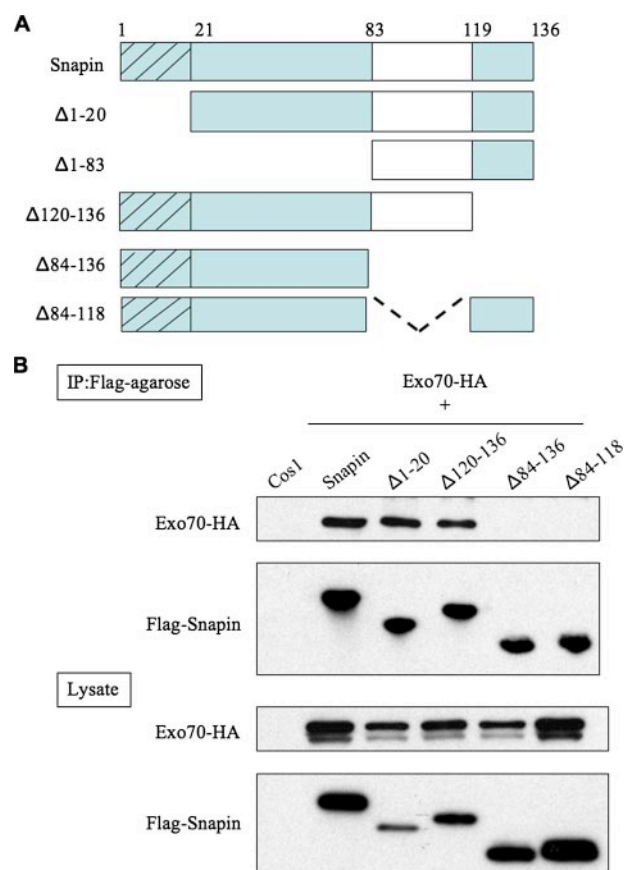 A
1 21 83 119 136
Snapin
Δ1-20
Δ1-83
Δ120-136
Δ84-136
Δ84-118
B
IP:Flag-agarose
Exo70-HA
+
Cos1 Snapin Δ1-20 Δ120-136 Δ84-136 Δ84-118
Exo70-HA
Flag-Snapin
Lysate
Exo70-HA
Flag-Snapin